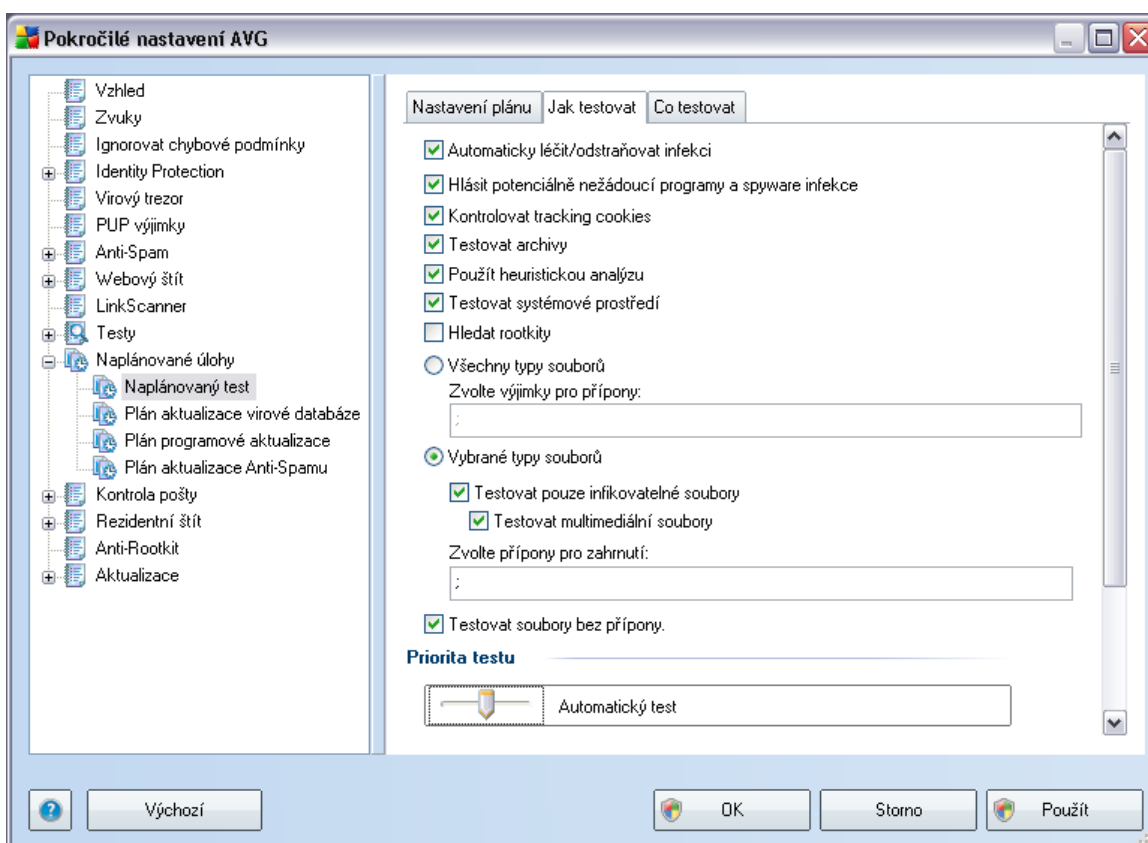 Pokročilé nastavení AVG
Vzhled
Zvuky
Ignorovat chybové podmínky
Identity Protection
Virový trezor
PUP výjimky
Anti-Spam
Webový štít
LinkScanner
Testy
Naplánované úlohy
Naplánovaný test
Plán aktualizace virové databáze
Plán programové aktualizace
Plán aktualizace Anti-Spamu
Kontrola pošty
Rezidentní štít
Anti-Rootkit
Aktualizace
Nastavení plánu
Jak testovat
Co testovat
Automaticky léčit/odstraňovat infekci
Hlásit potenciálně nežádoucí programy a spyware infekce
Kontrolovat tracking cookies
Testovat archivy
Použít heuristickou analýzu
Testovat systémové prostředí
Hledat rootkity
Všechny typy souborů
Zvolte výjimky pro přípony:
;
Vybrané typy souborů
Testovat pouze infikovatelné soubory
Testovat multimediální soubory
Zvolte přípony pro zahrnutí:
;
Testovat soubory bez přípony.
Priorita testu
Automatický test
?
Výchozí
OK
Storno
Použít